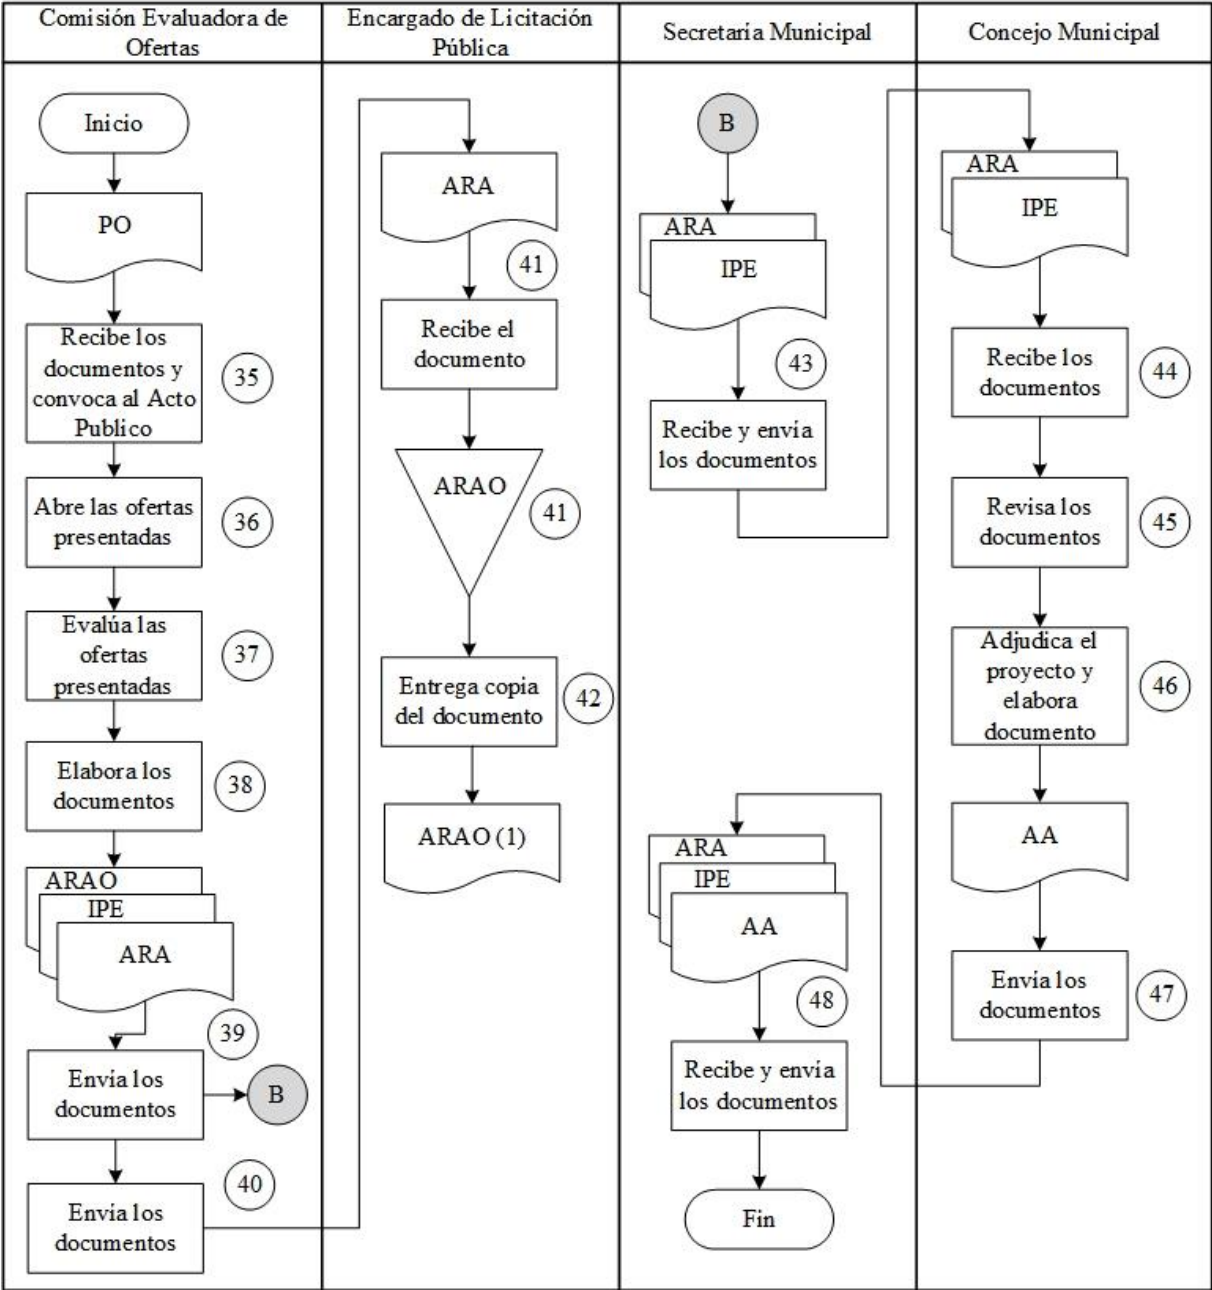 Comisión Evaluadora de
Ofertas
Encargado de Licitación
Pública
Secretaría Municipal
Concejo Municipal
Inicio
PO
Recibe los
documentos y
convoca al Acto
Publico
35
Abre las ofertas
presentadas
36
Evalúa las
ofertas
presentadas
37
Elabora los
documentos
38
ARAO
IPE
ARA
39
Envía los
documentos
B
40
Envía los
documentos
ARA
41
Recibe el
documento
ARAO
41
Entrega copia
del documento
42
ARAO (1)
B
ARA
IPE
43
Recibe y envía
los documentos
ARA
IPE
AA
48
Recibe y envía
los documentos
Fin
ARA
IPE
Recibe los
documentos
44
Revisa los
documentos
45
Adjudica el
proyecto y
elabora
documento
46
AA
Envía los
documentos
47